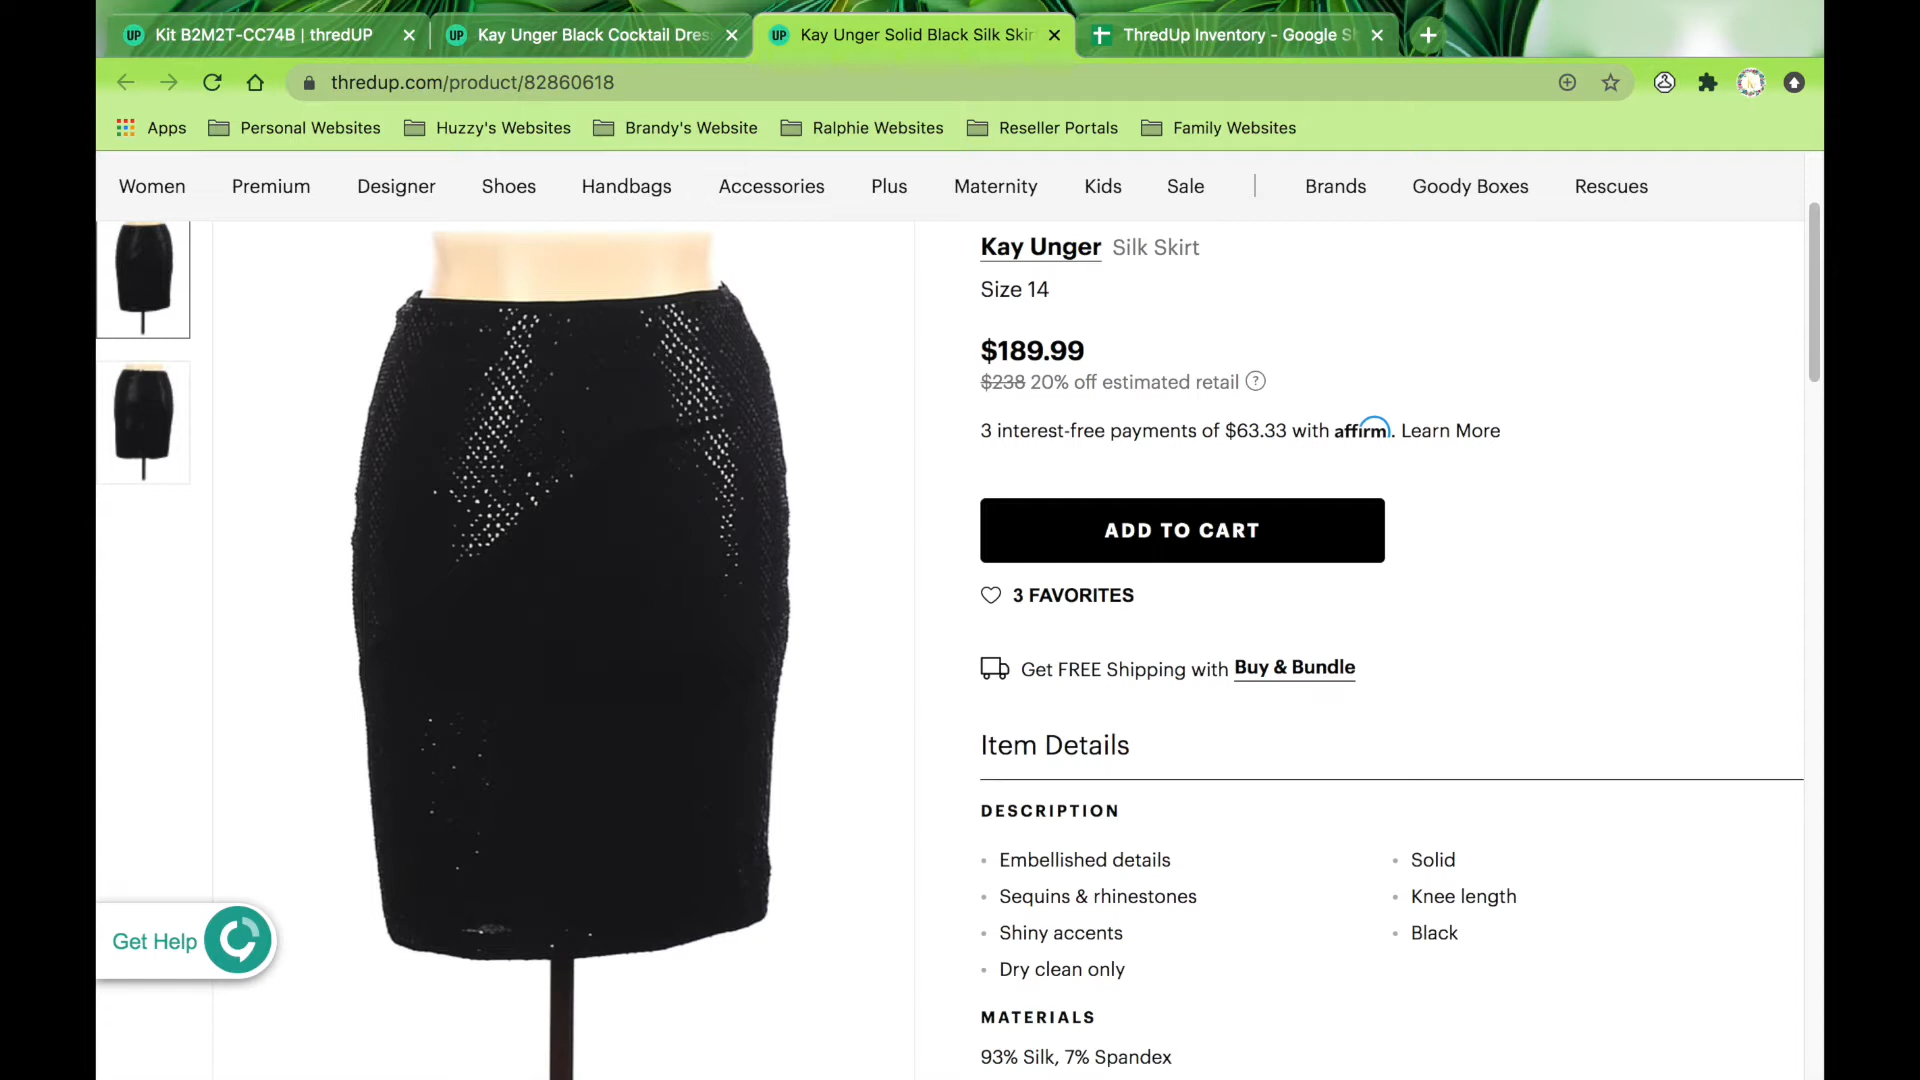 UP Kit B2M2T-CC74B | thredUP
UP Kay Unger Black Cocktail Dres
UP Kay Unger Solid Black Silk Skir
ThredUp Inventory - Google S
thredup.com/product/82860618
Apps Personal Websites Huzzy's Websites Brandy's Website Ralphie Websites Reseller Portals Family Websites
Women Premium Designer Shoes Handbags Accessories Plus Maternity Kids Sale | Brands Goody Boxes Rescues
Kay Unger Silk Skirt
Size 14
$189.99
$238 20% off estimated retail ?
3 interest-free payments of $63.33 with affirm. Learn More
ADD TO CART
3 FAVORITES
Get FREE Shipping with Buy & Bundle
Item Details
DESCRIPTION
• Embellished details
• Sequins & rhinestones
• Shiny accents
• Dry clean only
• Solid
• Knee length
• Black
MATERIALS
93% Silk, 7% Spandex
Get Help